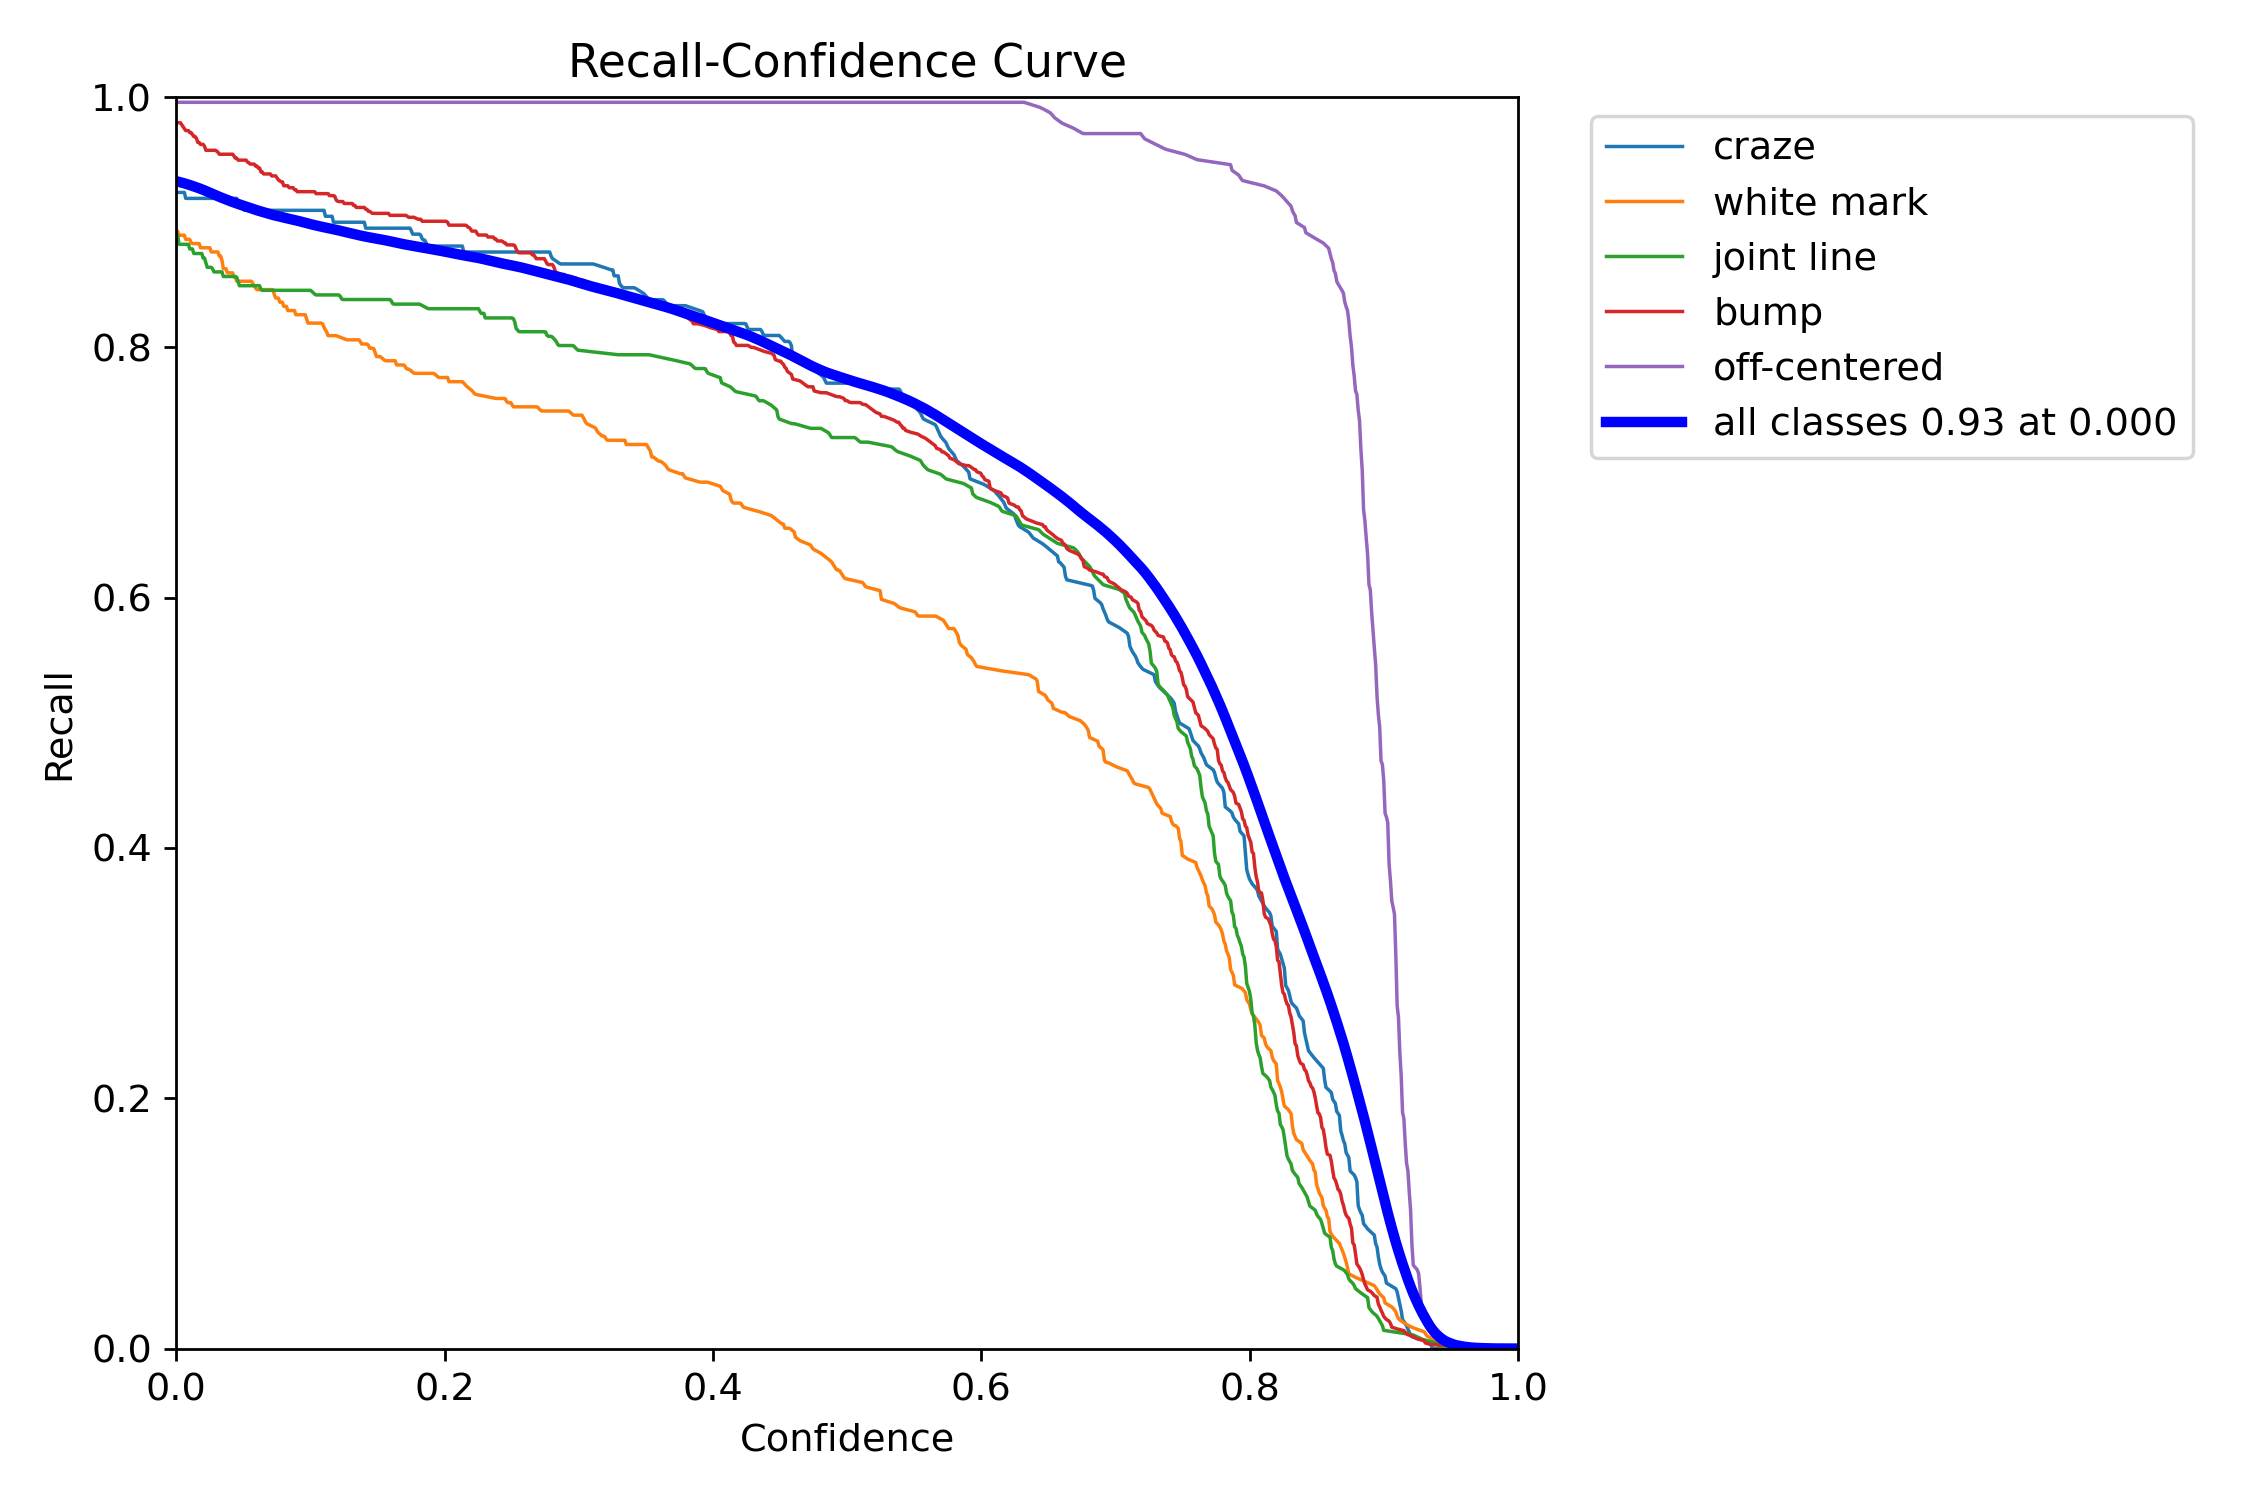 Recall-Confidence Curve
1.0
0.8
0.6
0.4
0.2
0.0
Recall
0.0 0.2 0.4 0.6 0.8 1.0
Confidence
craze
white mark
joint line
bump
off-centered
all classes 0.93 at 0.000